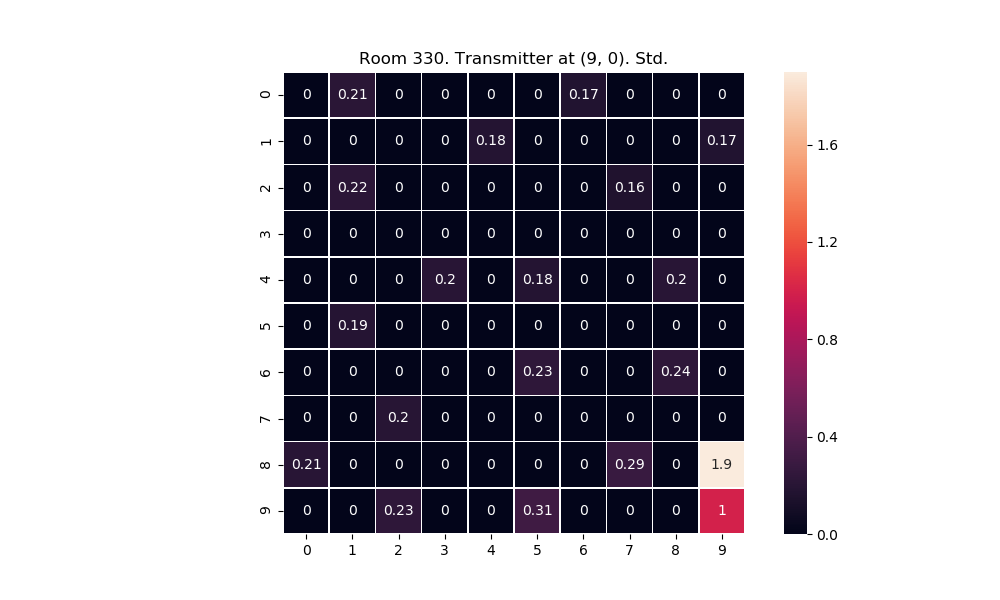 Room 330. Transmitter at (9, 0). Std.
0 0 0.21 0 0 0 0 0.17 0 0 0
1 0 0 0 0 0.18 0 0 0 0 0.17
2 0 0.22 0 0 0 0 0 0.16 0 0
3 0 0 0 0 0 0 0 0 0 0
4 0 0 0 0.2 0 0.18 0 0 0.2 0
5 0 0.19 0 0 0 0 0 0 0 0
6 0 0 0 0 0 0.23 0 0 0.24 0
7 0 0 0.2 0 0 0 0 0 0 0
8 0.21 0 0 0 0 0 0 0.29 0 1.9
9 0 0 0.23 0 0 0.31 0 0 0 1
0 1 2 3 4 5 6 7 8 9
1.6
1.2
0.8
0.4
0.0